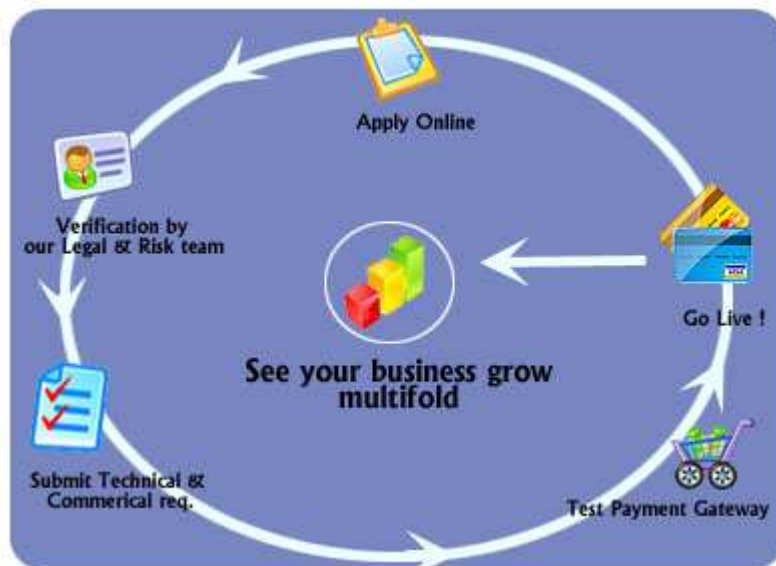 Apply Online
Verification by
our Legal & Risk team
Submit Technical &
Commerical req.
Test Payment Gateway
Go Live !
See your business grow
multifold
VISA